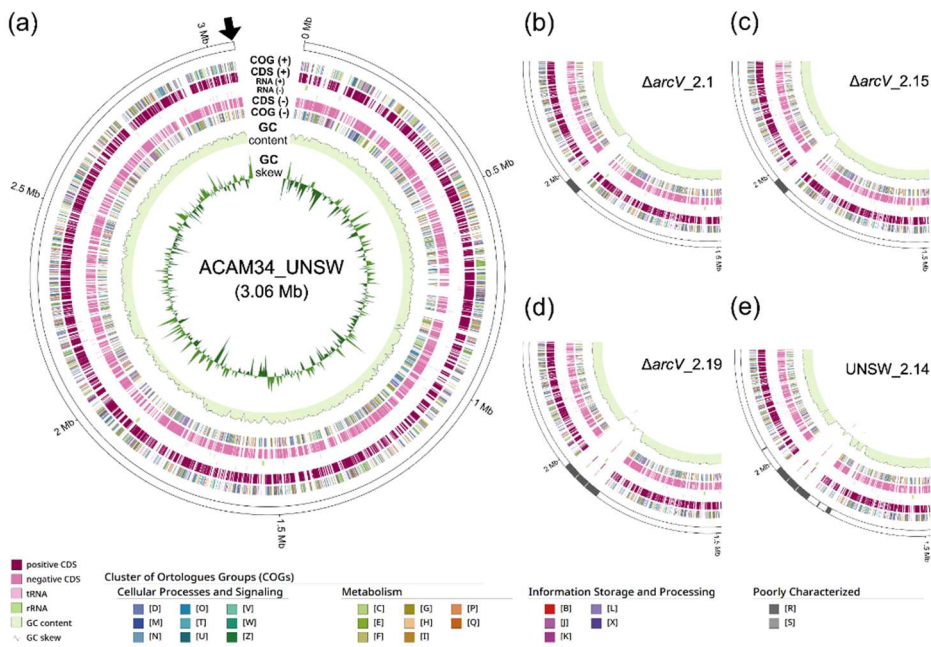 (a)
3 Mb
0 Mb
COG (+)
CDS (+)
RNA (+)
RNA (-)
CDS (-)
COG (-)
GC
content
GC
skew
0.5 Mb
2.5 Mb
ACAM34_UNSW
(3.06 Mb)
2 Mb
1 Mb
1.5 Mb
(b)
ΔarcV_2.1
2 Mb
1.5 Mb
(c)
ΔarcV_2.15
2 Mb
1.5 Mb
(d)
ΔarcV_2.19
2 Mb
1.5 Mb
(e)
UNSW_2.14
2 Mb
1.5 Mb
positive CDS
negative CDS
tRNA
rRNA
GC content
GC skew
Cluster of Ortologues Groups (COGs)
Cellular Processes and Signaling
[D] [O] [V]
[M] [T] [W]
[N] [U] [Z]
Metabolism
[C] [G] [P]
[E] [H] [Q]
[F] [I]
Information Storage and Processing
[B] [L]
[J] [X]
[K]
Poorly Characterized
[R]
[S]